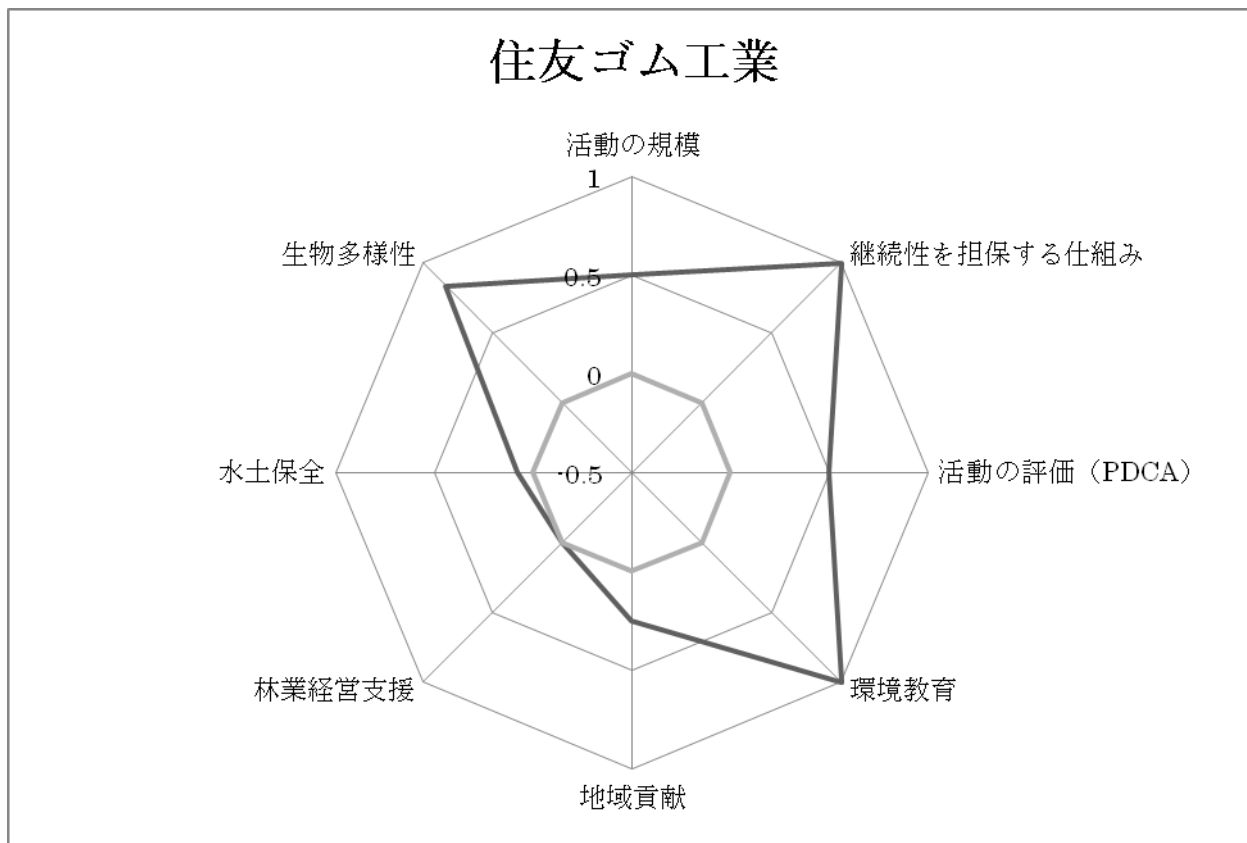 住友ゴム工業
活動の規模
1
生物多様性
継続性を担保する仕組み
0.5
0
水土保全
-0.5
活動の評価（PDCA）
林業経営支援
環境教育
地域貢献